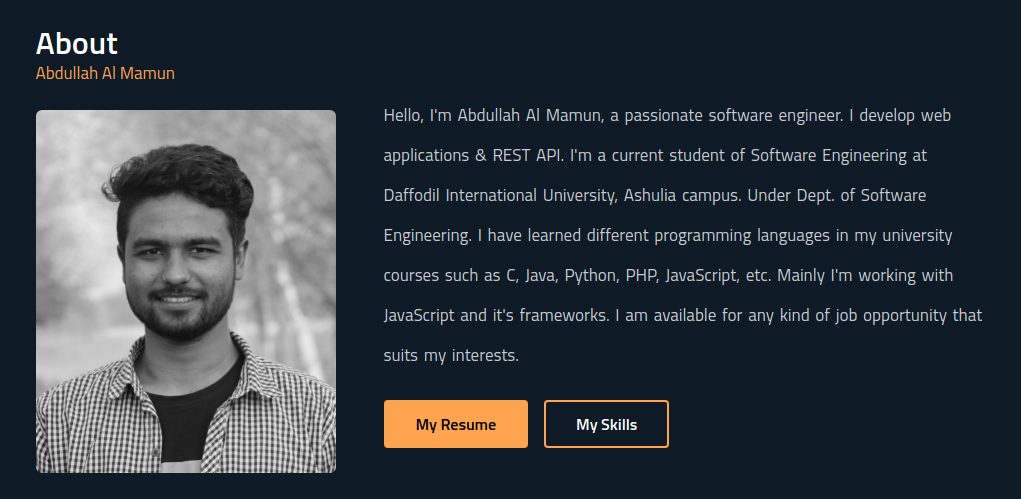 About
Abdullah Al Mamun
Hello, I'm Abdullah Al Mamun, a passionate software engineer. I develop web
applications & REST API. I'm a current student of Software Engineering at
Daffodil International University, Ashulia campus. Under Dept. of Software
Engineering. I have learned different programming languages in my university
courses such as C, Java, Python, PHP, JavaScript, etc. Mainly I'm working with
JavaScript and it's frameworks. I am available for any kind of job opportunity that
suits my interests.
My Resume
My Skills